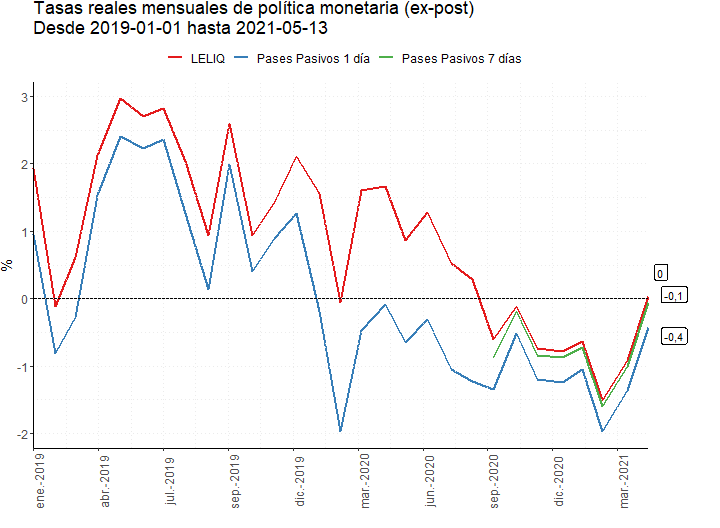 Tasas reales mensuales de política monetaria (ex-post)
Desde 2019-01-01 hasta 2021-05-13
LELIQ Pases Pasivos 1 día Pases Pasivos 7 días
%
3
2
1
0
-1
-2
0
-0,1
-0,4
ene.-2019
abr.-2019
jul.-2019
sep.-2019
dic.-2019
mar.-2020
jun.-2020
sep.-2020
dic.-2020
mar.-2021